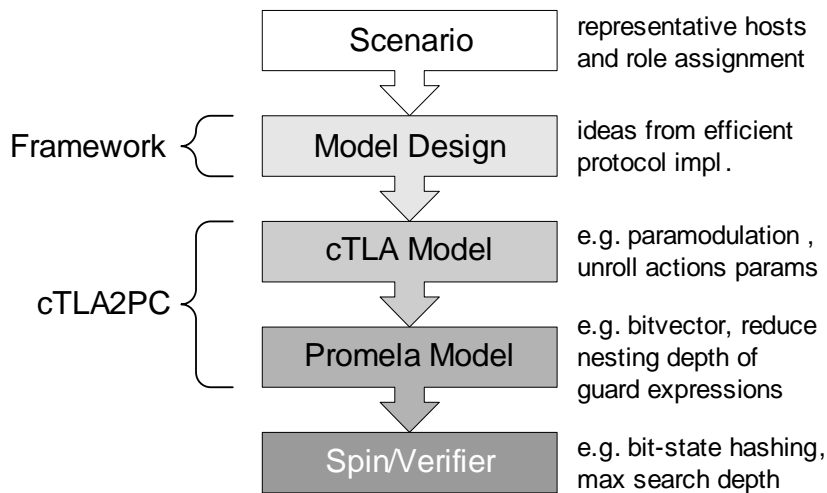 Scenario
representative hosts
and role assignment
Framework
Model Design
ideas from efficient
protocol impl.
cTLA2PC
cTLA Model
e.g. paramodulation ,
unroll actions params
Promela Model
e.g. bitvector, reduce
nesting depth of
guard expressions
Spin/Verifier
e.g. bit-state hashing,
max search depth